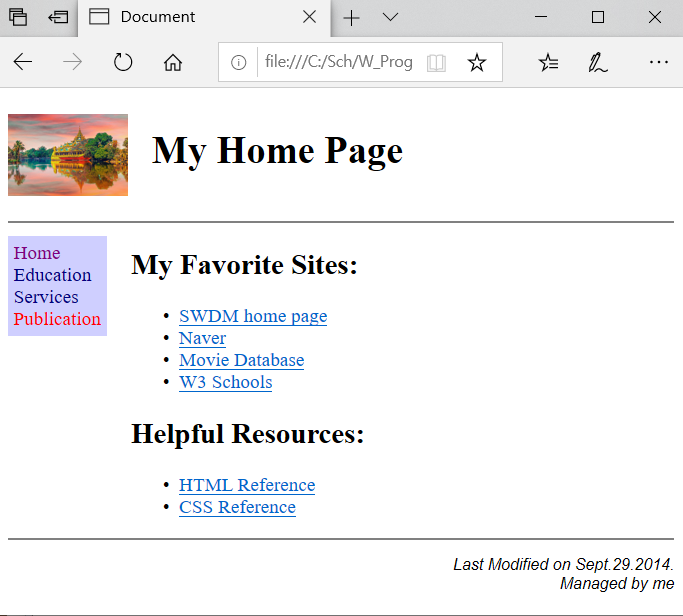 Document
file:///C:/Sch/W_Prog
My Home Page
Home
Education
Services
Publication
My Favorite Sites:
• SWDM home page
• Naver
• Movie Database
• W3 Schools
Helpful Resources:
• HTML Reference
• CSS Reference
Last Modified on Sept.29.2014.
Managed by me